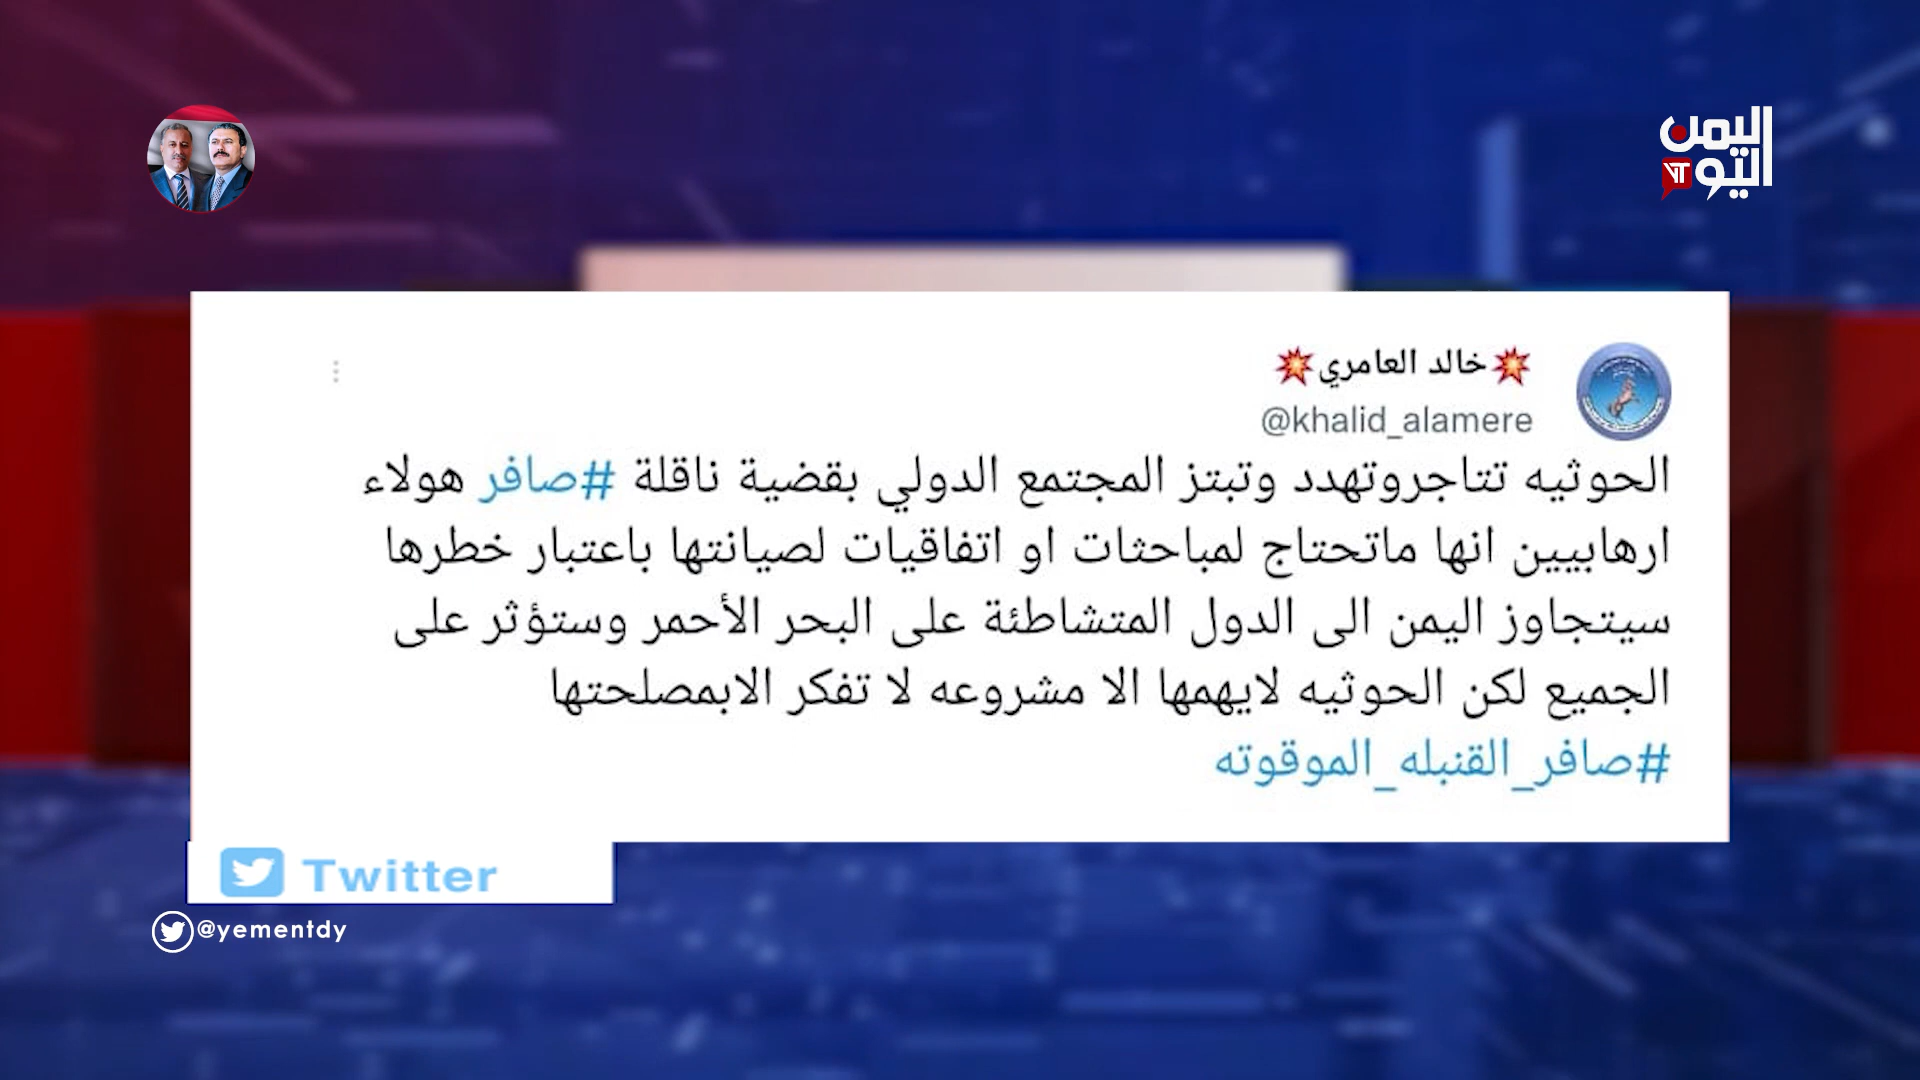 اليمن
اليوم
YT
💥خالد العامري💥
@khalid_alamere
الحوثيه تتاجروتهدد وتبتز المجتمع الدولي بقضية ناقلة #صافر هولاء
ارهابيين انها ماتحتاج لمباحثات او اتفاقيات لصيانتها باعتبار خطرها
سيتجاوز اليمن الى الدول المتشاطئة على البحر الأحمر وستؤثر على
الجميع لكن الحوثيه لايهمها الا مشروعه لا تفكر الابمصلحتها
#صافر_القنبله_الموقوته
Twitter
@yementdy